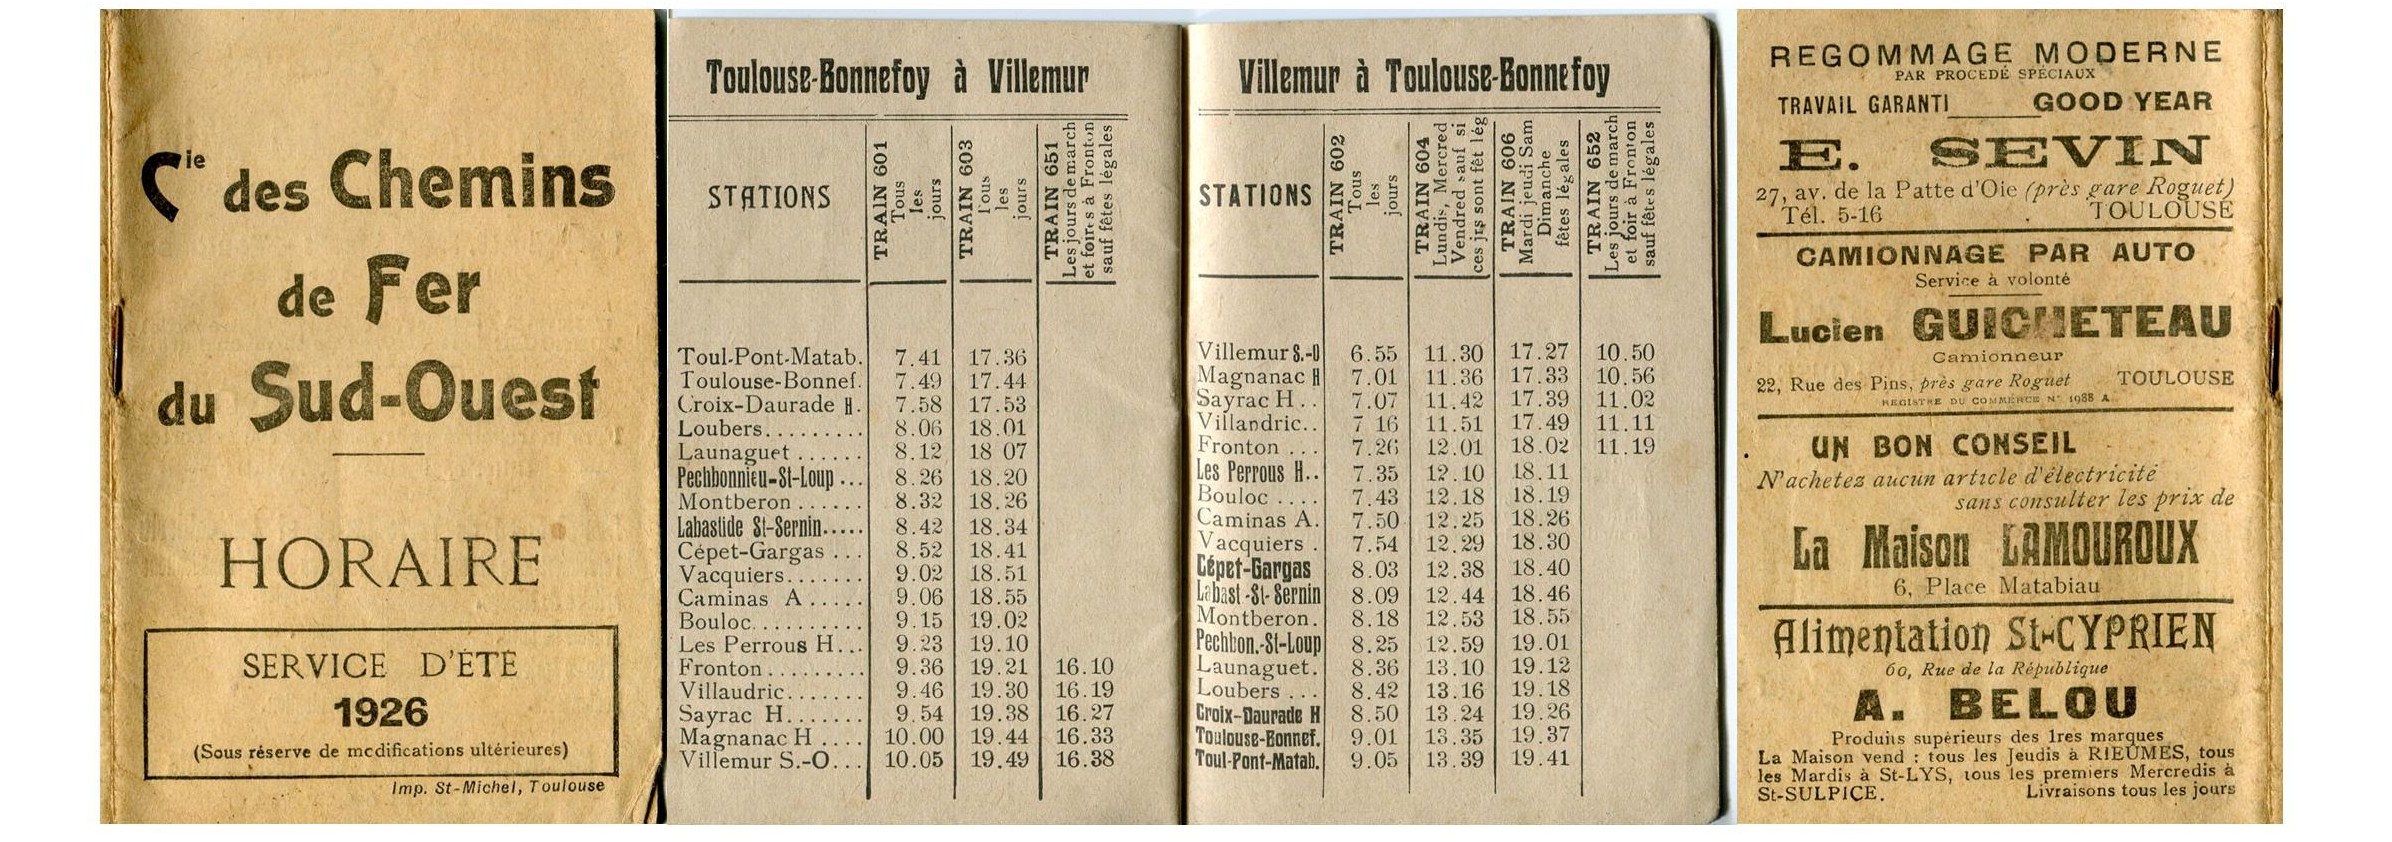 Cie des Chemins
de Fer
du Sud-Ouest
HORAIRE
SERVICE D'ÉTÉ
1926
(Sous réserve de mcdifications ultérieures)
Imp. St-Michel, Toulouse
Toulouse-Bonnefoy à Villemur
STATIONS
TRAIN 601
Tous
les
jours
TRAIN 603
Tous
les
jours
TRAIN 651
Les jours de march
et foires à Fronton
sauf fêtes légales
Toul-Pont-Matab. 7.41 17.36
Toulouse-Bonnef. 7.49 17.44
Croix-Daurade H. 7.58 17.53
Loubers......... 8.06 18.01
Launaguet ...... 8.12 18 07
Pechbonnieu-St-Loup ... 8.26 18.20
Montberon ...... 8.32 18.26
Labastide St-Sernin..... 8.42 18.34
Cépet-Gargas ... 8.52 18.41
Vacquiers....... 9.02 18.51
Caminas A ..... 9.06 18.55
Bouloc.......... 9.15 19.02
Les Perrous H... 9.23 19.10
Fronton......... 9.36 19.21 16.10
Villaudric....... 9.46 19.30 16.19
Sayrac H....... 9.54 19.38 16.27
Magnanac H .... 10.00 19.44 16.33
Villemur S.-O... 10.05 19.49 16.38
Villemur à Toulouse-Bonnefoy
STATIONS
TRAIN 602
Tous
les
jours
TRAIN 604
Lundis, Mercred
Vendred sauf si
ces jrs sont fêt lég
TRAIN 606
Mardi jeudi Sam
Dimanche
fêtes légales
TRAIN 652
Les jours de march
et foir à Fronton
sauf fêtes légales
Villemur S.-O 6.55 11.30 17.27 10.50
Magnanac H 7.01 11.36 17.33 10.56
Sayrac H.. 7.07 11.42 17.39 11.02
Villandric.. 7 16 11.51 17.49 11.11
Fronton ... 7.26 12.01 18.02 11.19
Les Perrous H.. 7.35 12.10 18.11
Bouloc .... 7.43 12.18 18.19
Caminas A. 7.50 12.25 18.26
Vacquiers . 7.54 12.29 18.30
Cépet-Gargas 8.03 12.38 18.40
Labast-St-Sernin 8.09 12.44 18.46
Montberon. 8.18 12.53 18.55
Pechbon.-St-Loup 8.25 12.59 19.01
Launaguet. 8.36 13.10 19.12
Loubers ... 8.42 13.16 19.18
Croix-Daurade H 8.50 13.24 19.26
Toulouse-Bonnef. 9.01 13.35 19.37
Toul-Pont-Matab. 9.05 13.39 19.41
REGOMMAGE MODERNE
PAR PROCEDÉ SPÉCIAUX
TRAVAIL GARANTI GOOD YEAR
E. SEVIN
27, av. de la Patte d'Oie (près gare Roguet)
Tél. 5-16 TOULOUSE
CAMIONNAGE PAR AUTO
Service à volonté
Lucien GUICHETEAU
Camionneur
22, Rue des Pins, près gare Roguet TOULOUSE
REGISTRE DU COMMERCE N° 1988 A
UN BON CONSEIL
N'achetez aucun article d'électricité
sans consulter les prix de
La Maison LAMOUROUX
6, Place Matabiau
Alimentation St-CYPRIEN
60, Rue de la République
A. BELOU
Produits supérieurs des 1res marques
La Maison vend : tous les Jeudis à RIEUMES, tous
les Mardis à St-LYS, tous les premiers Mercredis à
St-SULPICE. Livraisons tous les jours